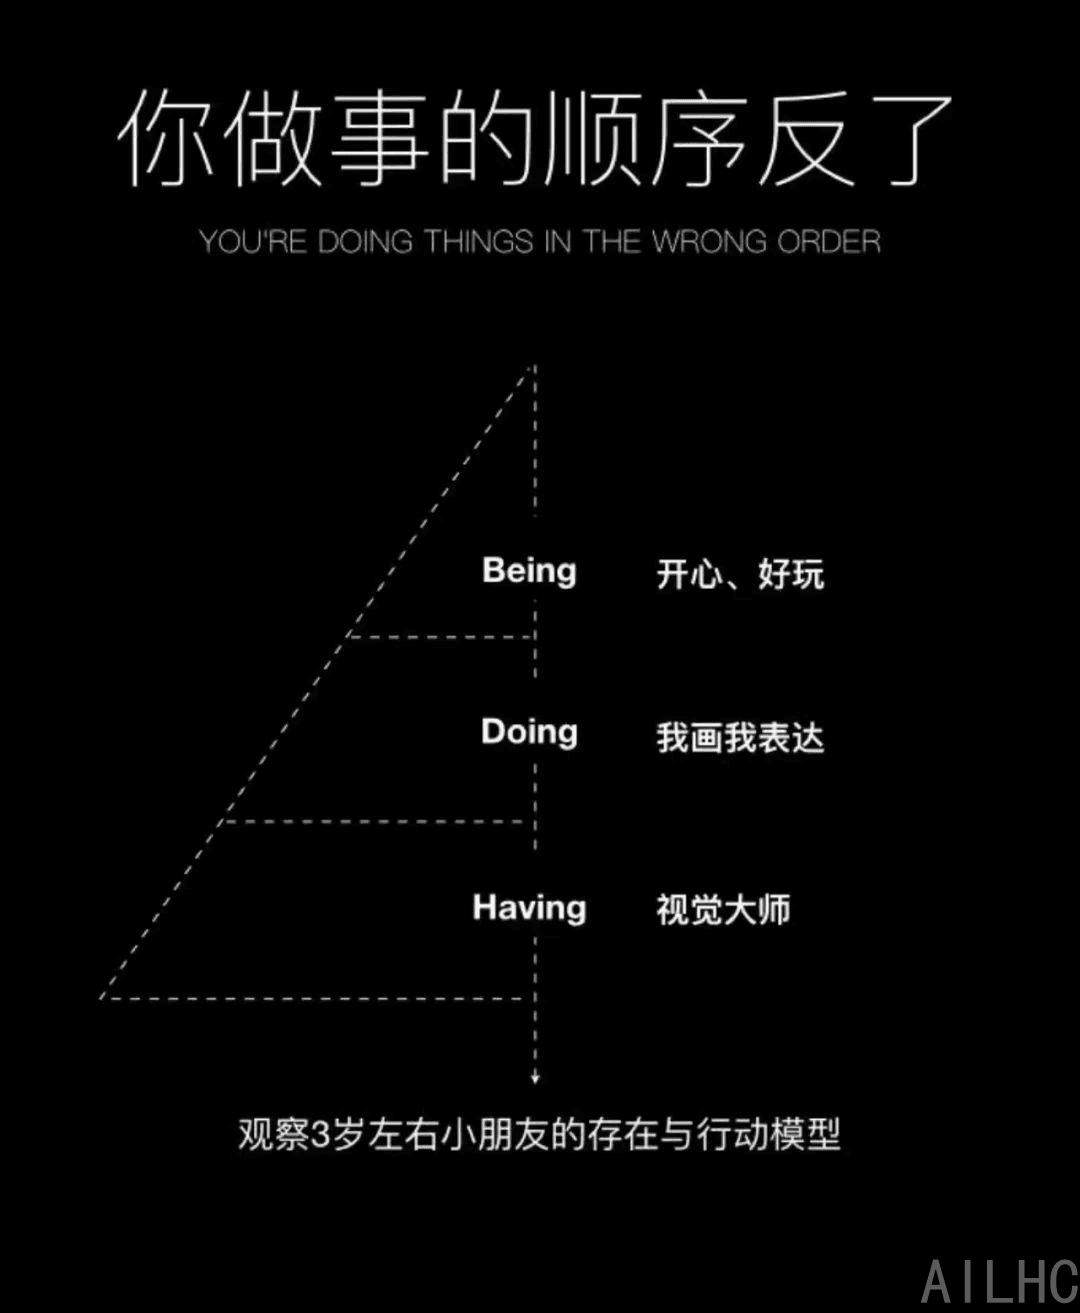 你做事的顺序反了
YOU'RE DOING THINGS IN THE WRONG ORDER
Being 开心、好玩
Doing 我画我表达
Having 视觉大师
观察3岁左右小朋友的存在与行动模型
AILHC